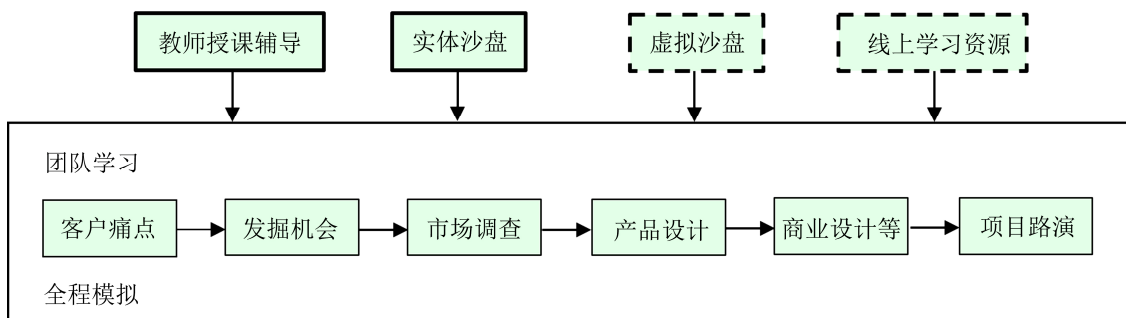 教师授课辅导
实体沙盘
虚拟沙盘
线上学习资源
团队学习
客户痛点
发掘机会
市场调查
产品设计
商业设计等
项目路演
全程模拟